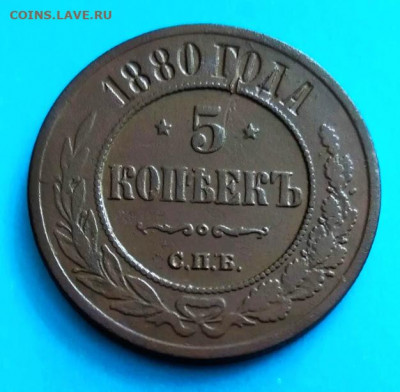 COINS.LAVE.RU
1880 ГОДА
5
КОПѢЕКЪ
С.П.Б.